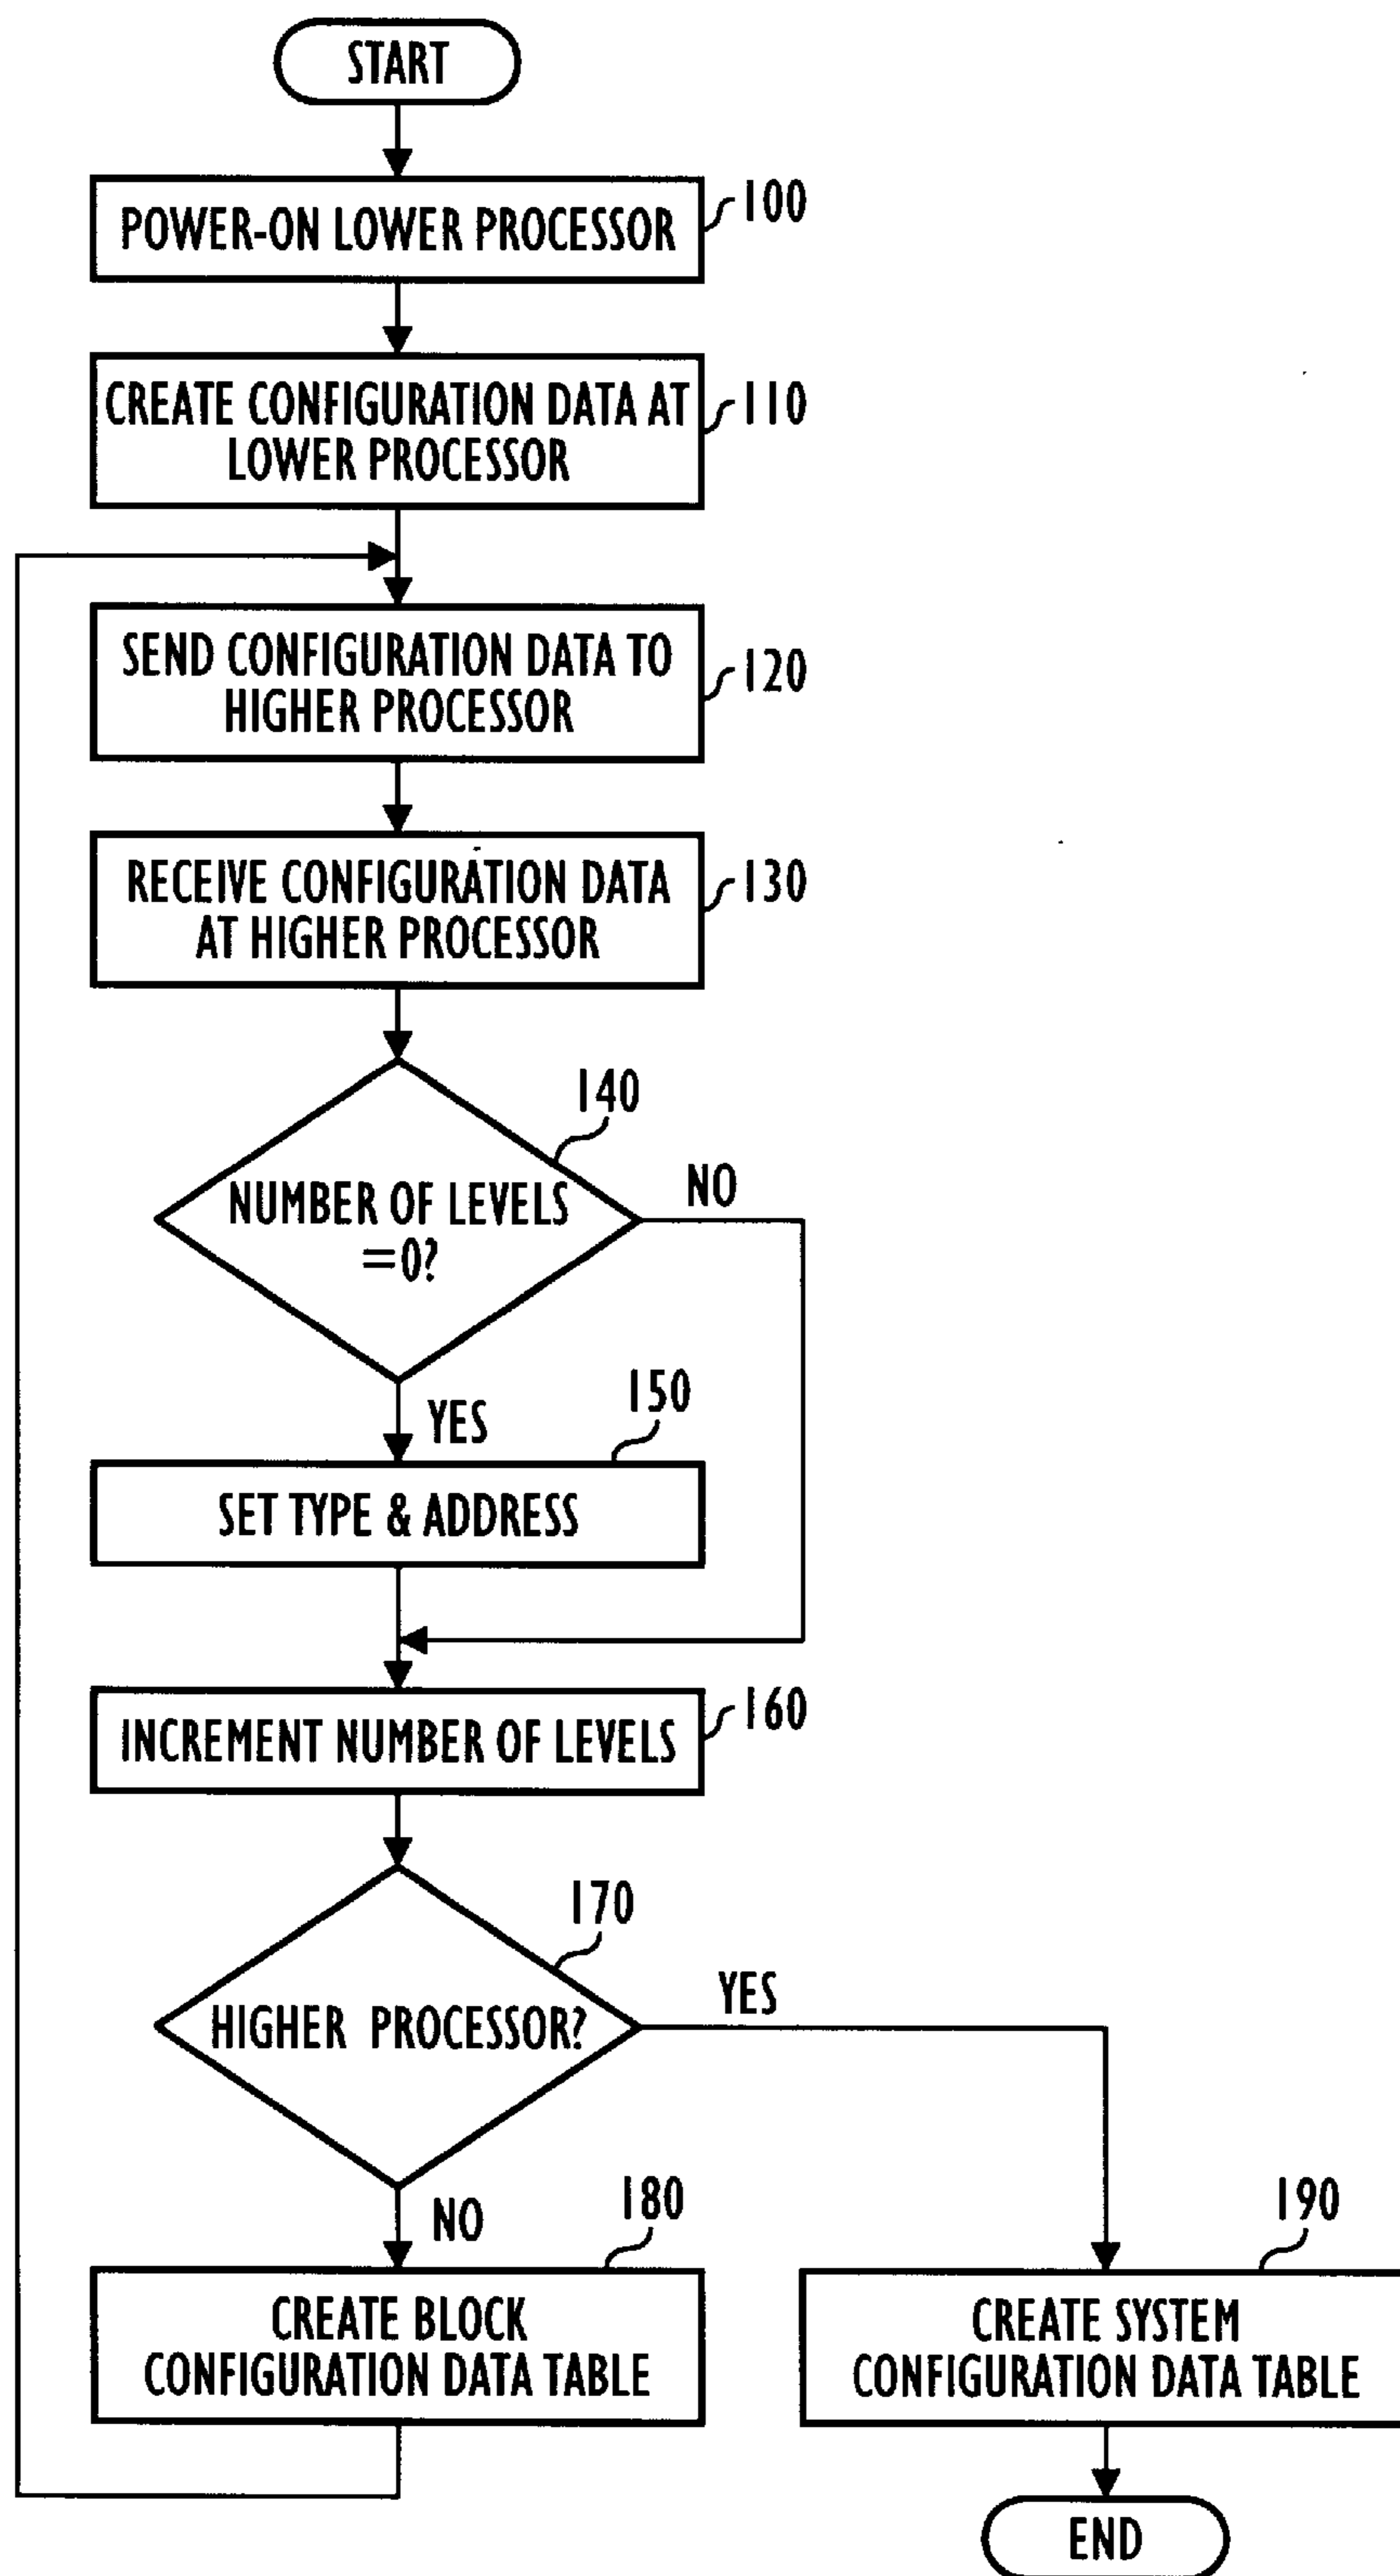 START
POWER-ON LOWER PROCESSOR
100
CREATE CONFIGURATION DATA AT
LOWER PROCESSOR
110
SEND CONFIGURATION DATA TO
HIGHER PROCESSOR
120
RECEIVE CONFIGURATION DATA
AT HIGHER PROCESSOR
130
140
NUMBER OF LEVELS
=0?
NO
YES
150
SET TYPE & ADDRESS
INCREMENT NUMBER OF LEVELS
160
170
HIGHER PROCESSOR?
YES
NO
180
CREATE BLOCK
CONFIGURATION DATA TABLE
190
CREATE SYSTEM
CONFIGURATION DATA TABLE
END